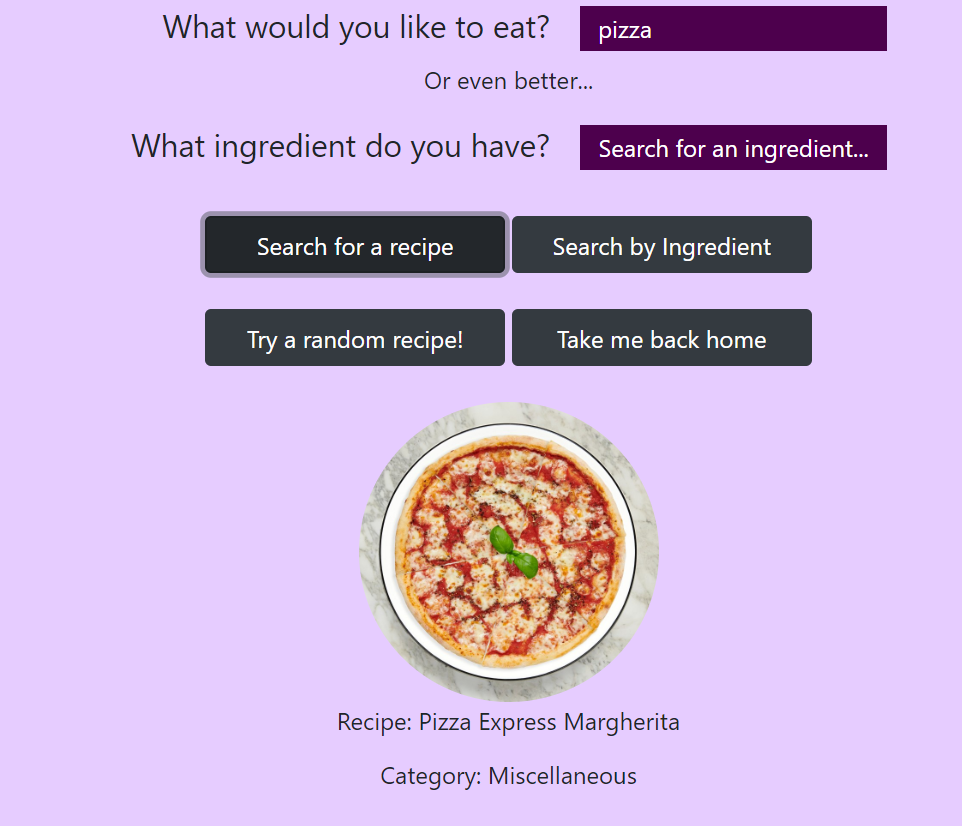 What would you like to eat? pizza
Or even better...
What ingredient do you have? Search for an ingredient...
Search for a recipe Search by Ingredient
Try a random recipe! Take me back home
Recipe: Pizza Express Margherita
Category: Miscellaneous